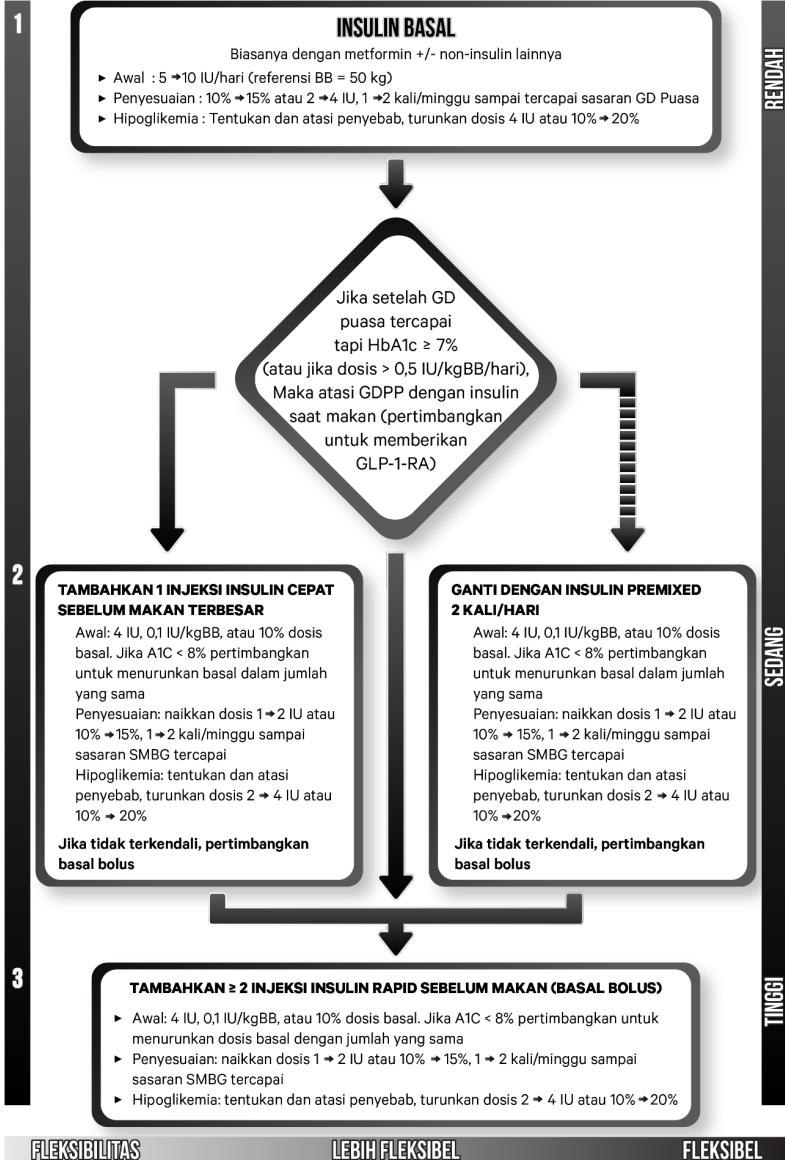 1
INSULIN BASAL
Biasanya dengan metformin +/- non-insulin lainnya
► Awal : 5 → 10 IU/hari (referensi BB = 50 kg)
► Penyesuaian : 10% → 15% atau 2 → 4 IU, 1 → 2 kali/minggu sampai tercapai sasaran GD Puasa
► Hipoglikemia : Tentukan dan atasi penyebab, turunkan dosis 4 IU atau 10% → 20%
RENDAH
Jika setelah GD
puasa tercapai
tapi HbA1c ≥ 7%
(atau jika dosis > 0,5 IU/kgBB/hari),
Maka atasi GDPP dengan insulin
saat makan (pertimbangkan
untuk memberikan
GLP-1-RA)
2
TAMBAHKAN 1 INJEKSI INSULIN CEPAT
SEBELUM MAKAN TERBESAR
Awal: 4 IU, 0,1 IU/kgBB, atau 10% dosis
basal. Jika A1C < 8% pertimbangkan
untuk menurunkan basal dalam jumlah
yang sama
Penyesuaian: naikkan dosis 1 → 2 IU atau
10% → 15%, 1 → 2 kali/minggu sampai
sasaran SMBG tercapai
Hipoglikemia: tentukan dan atasi
penyebab, turunkan dosis 2 → 4 IU atau
10% → 20%
Jika tidak terkendali, pertimbangkan
basal bolus
GANTI DENGAN INSULIN PREMIXED
2 KALI/HARI
Awal: 4 IU, 0,1 IU/kgBB, atau 10% dosis
basal. Jika A1C < 8% pertimbangkan
untuk menurunkan basal dalam jumlah
yang sama
Penyesuaian: naikkan dosis 1 → 2 IU atau
10% → 15%, 1 → 2 kali/minggu sampai
sasaran SMBG tercapai
Hipoglikemia: tentukan dan atasi
penyebab, turunkan dosis 2 → 4 IU atau
10% → 20%
Jika tidak terkendali, pertimbangkan
basal bolus
SEDANG
3
TAMBAHKAN ≥ 2 INJEKSI INSULIN RAPID SEBELUM MAKAN (BASAL BOLUS)
► Awal: 4 IU, 0,1 IU/kgBB, atau 10% dosis basal. Jika A1C < 8% pertimbangkan untuk
menurunkan dosis basal dengan jumlah yang sama
► Penyesuaian: naikkan dosis 1 → 2 IU atau 10% → 15%, 1 → 2 kali/minggu sampai
sasaran SMBG tercapai
► Hipoglikemia: tentukan dan atasi penyebab, turunkan dosis 2 → 4 IU atau 10% → 20%
TINGGI
FLEKSIBILITAS LEBIH FLEKSIBEL FLEKSIBEL